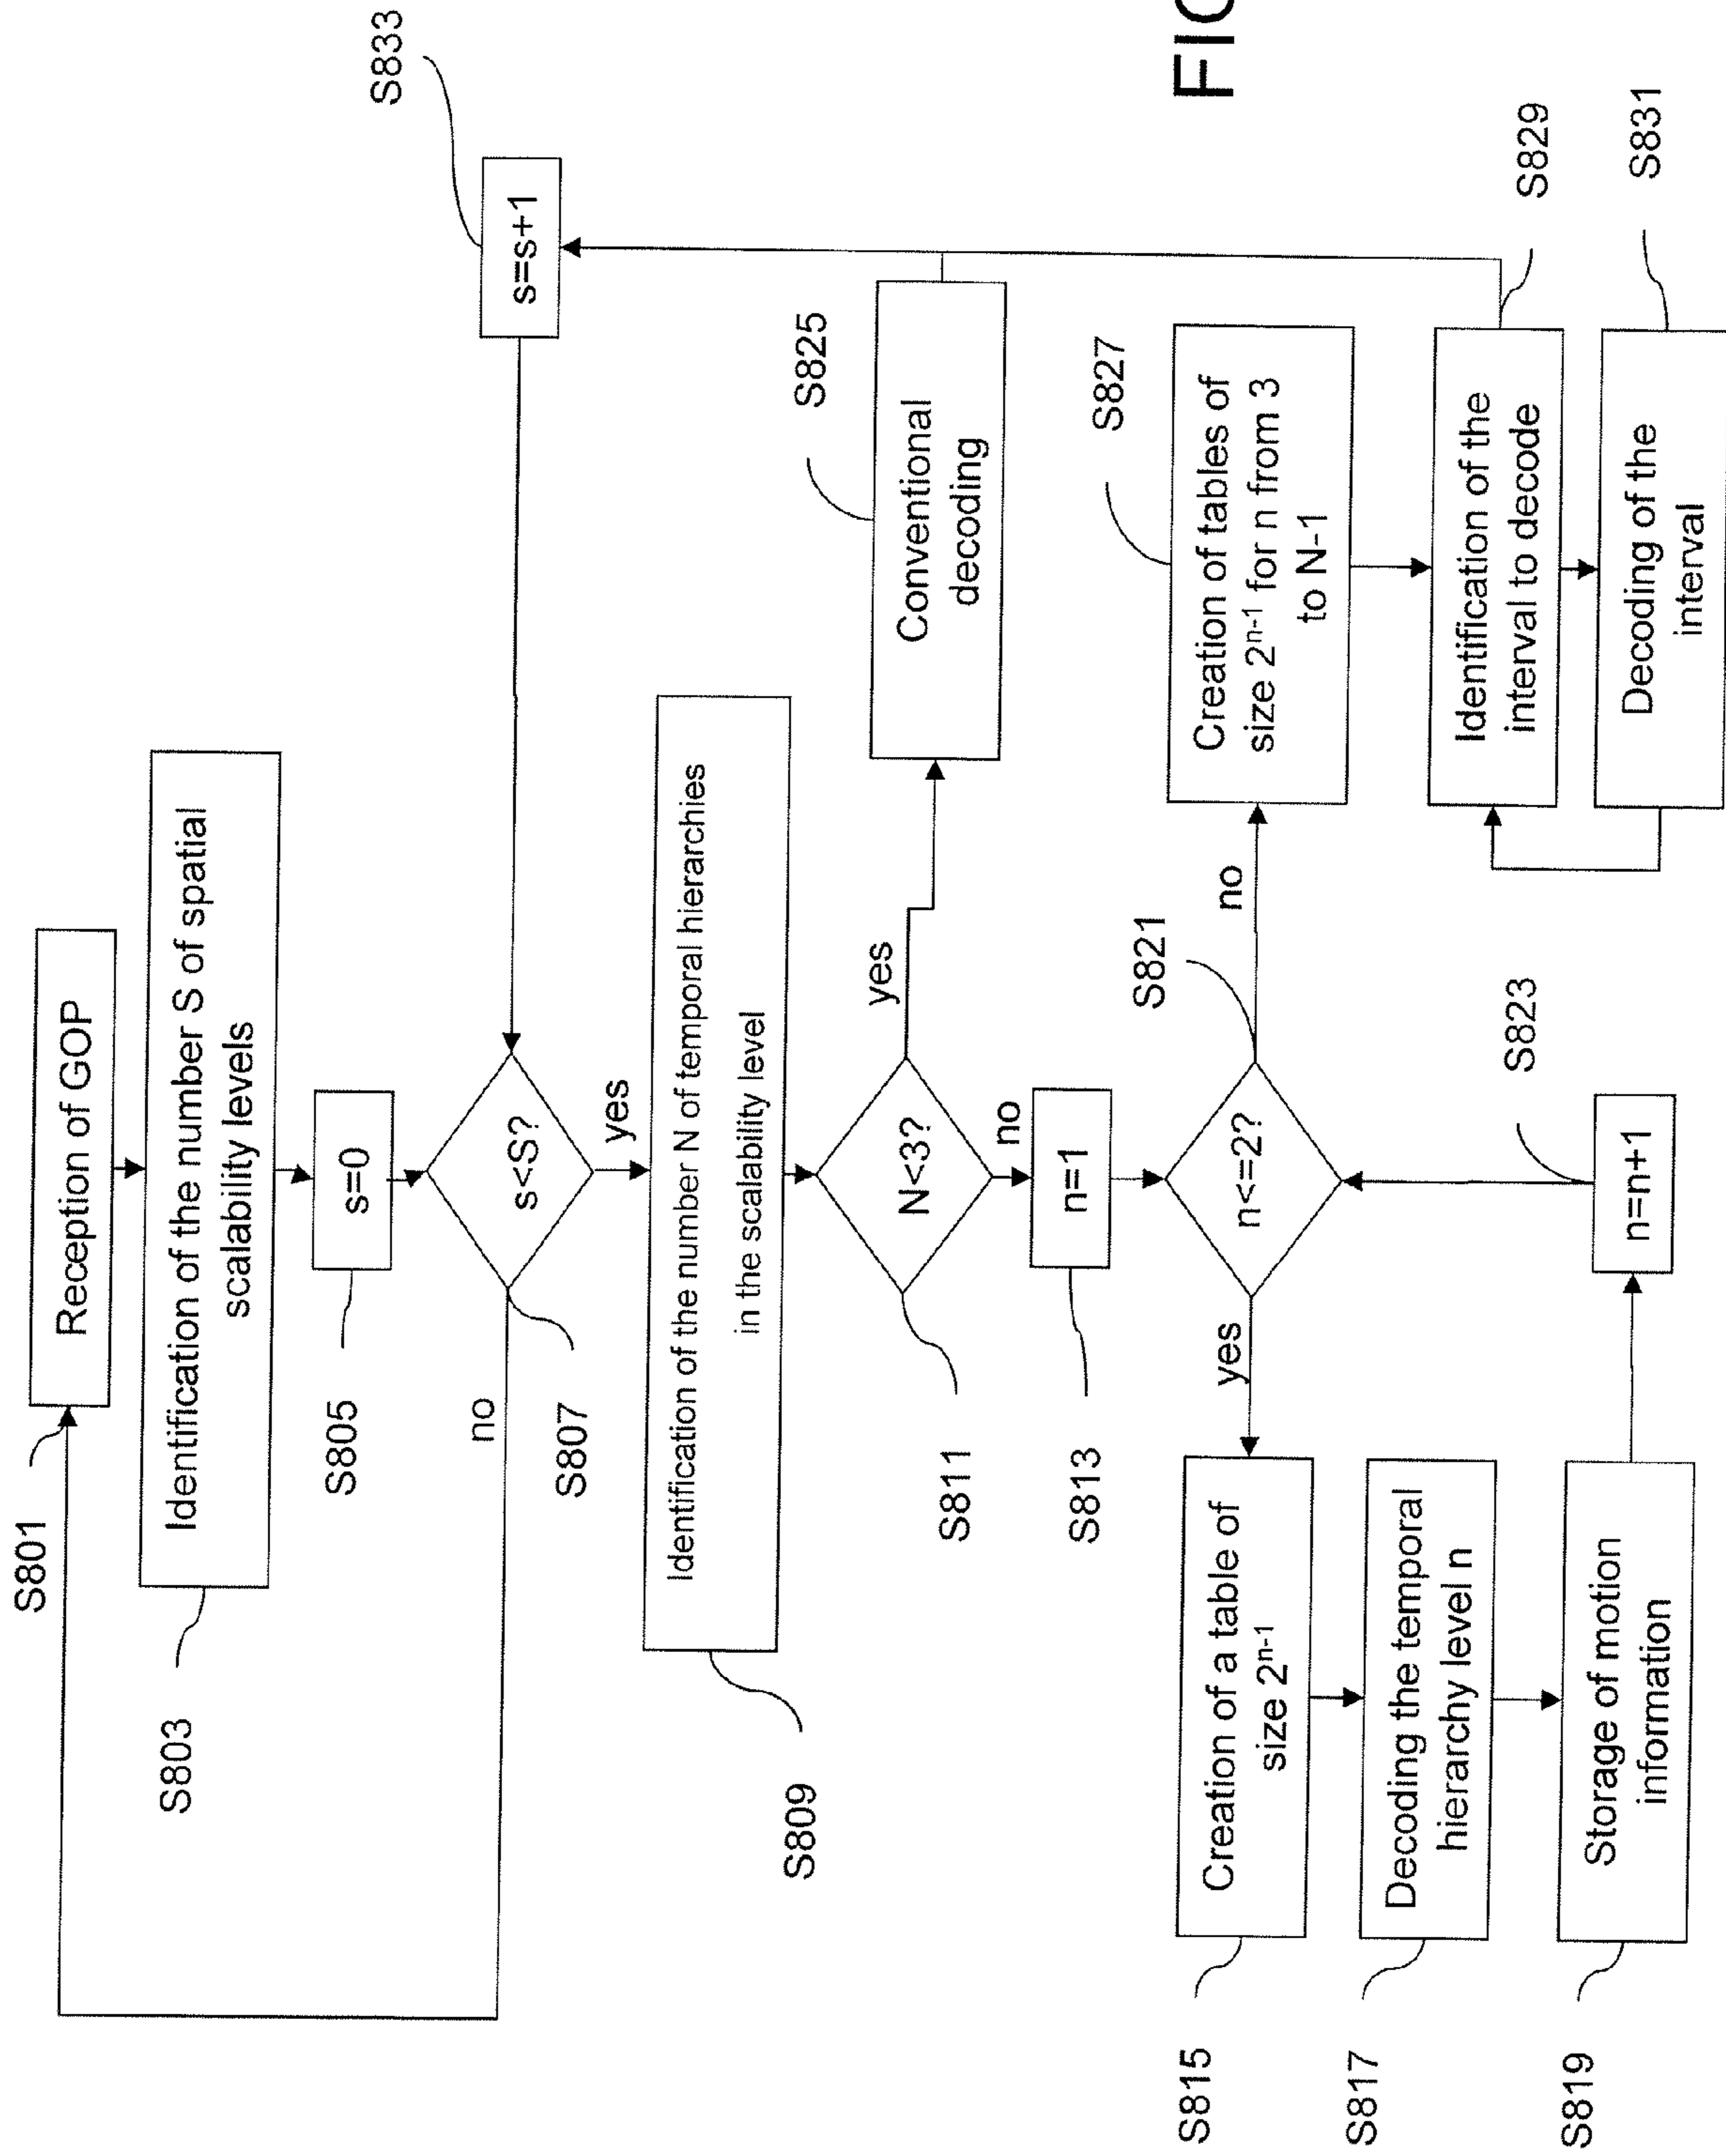 S801
Reception of GOP
Identification of the number S of spatial
scalability levels
S803
s=0
S805
S833
s=s+1
s<S?
no
S807
yes
Identification of the number N of temporal hierarchies
in the scalability level
S809
N<3?
yes
S811
no
S825
Conventional
decoding
n=1
S813
n<=2?
S821
yes
no
S827
Creation of tables of
size 2ⁿ⁻¹ for n from 3
to N-1
S815
Creation of a table of
size 2ⁿ⁻¹
S817
Decoding the temporal
hierarchy level n
S819
Storage of motion
information
S823
n=n+1
Identification of the
interval to decode
S829
Decoding of the
interval
S831